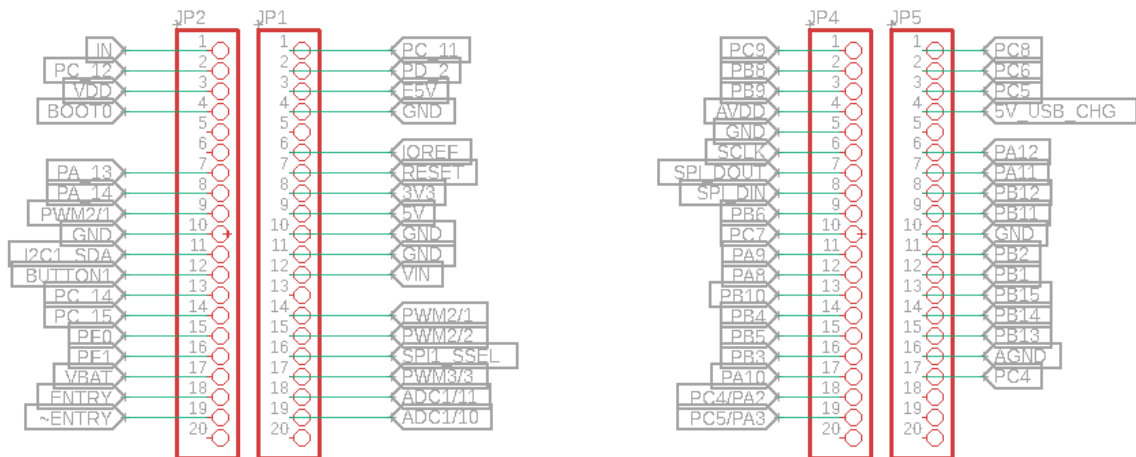 JP2 JP1 JP4 JP5
IN 1 1 PC_11 PC9 1 1 PC8
PC_12 2 2 PD_2 PB8 2 2 PC6
VDD 3 3 E5V PB9 3 3 PC5
BOOT0 4 4 GND AVDD 4 4 5V_USB_CHG
5 5 GND 5 5
6 6 IOREF SCLK 6 6 PA12
PA_13 7 7 RESET SPI_DOUT 7 7 PA11
PA_14 8 8 3V3 SPI_DIN 8 8 PB12
PWM2/1 9 9 5V PB6 9 9 PB11
GND 10 10 GND PC7 10 10 GND
I2C1_SDA 11 11 GND PA9 11 11 PB2
BUTTON1 12 12 VIN PA8 12 12 PB1
PC_14 13 13 PB10 13 13 PB15
PC_15 14 14 PWM2/1 PB4 14 14 PB14
PF0 15 15 PWM2/2 PB5 15 15 PB13
PF1 16 16 SPI1_SSEL PB3 16 16 AGND
VBAT 17 17 PWM3/3 PA10 17 17 PC4
ENTRY 18 18 ADC1/11 PC4/PA2 18 18
~ENTRY 19 19 ADC1/10 PC5/PA3 19 19
20 20 20 20